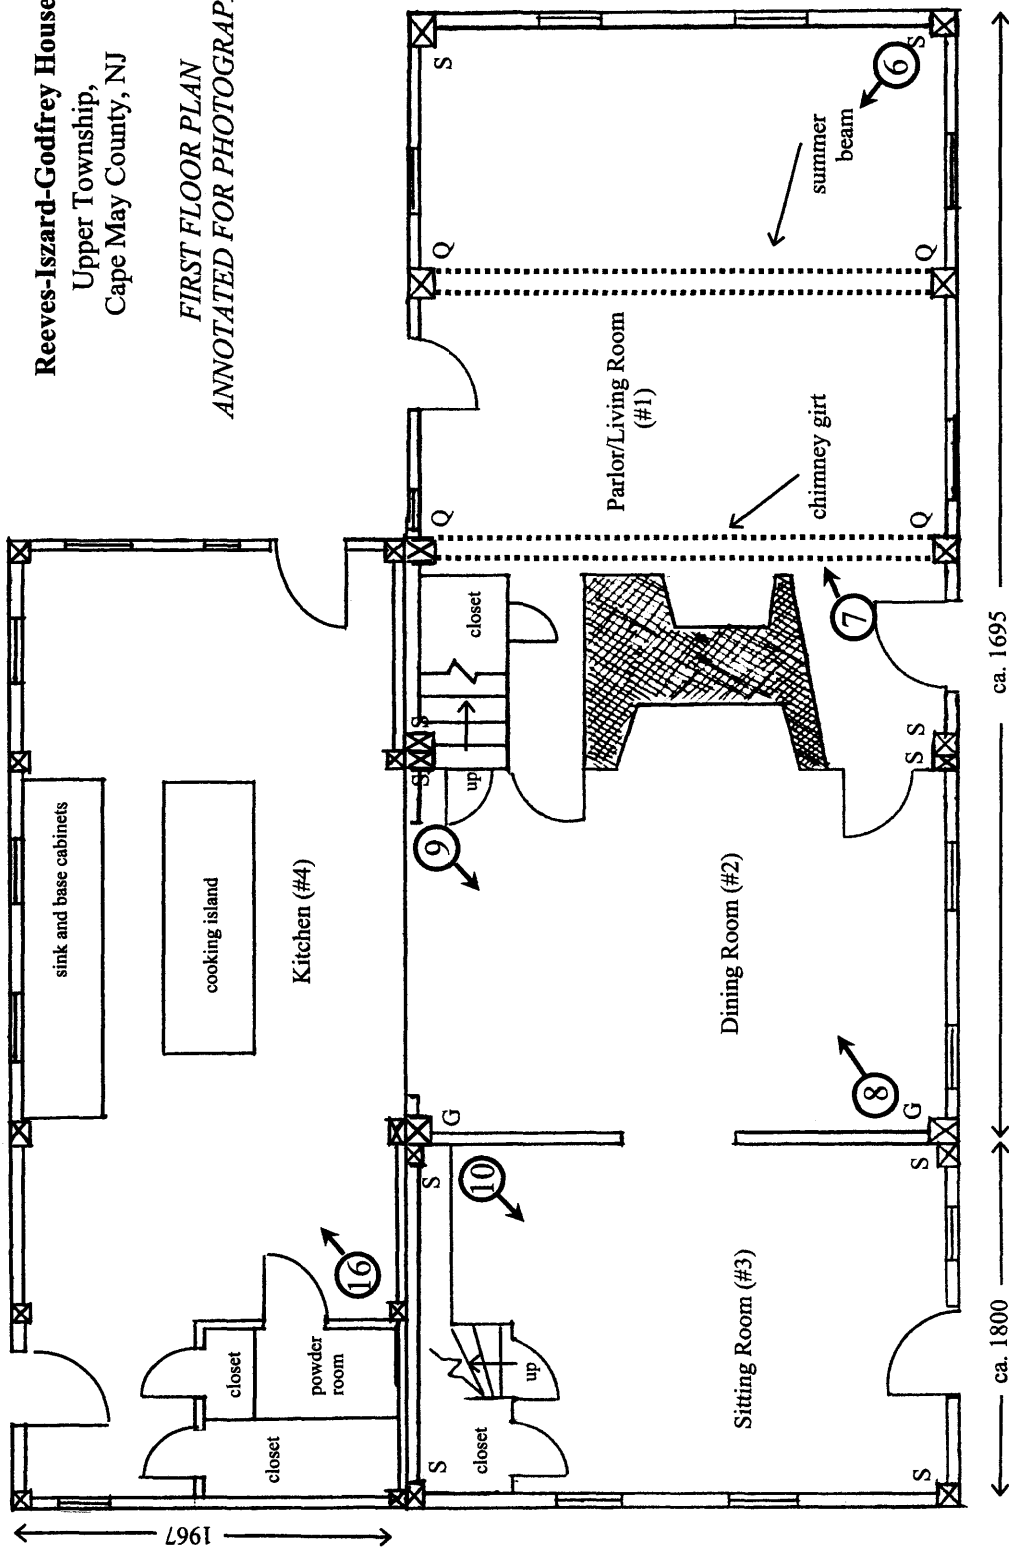 Reeves-Iszard-Godfrey House
Upper Township,
Cape May County, NJ
FIRST FLOOR PLAN
ANNOTATED FOR PHOTOGRAP
sink and base cabinets
cooking island
Kitchen (#4)
closet
powder
room
closet
16
1967
S
S
6
summer
beam
Q
Q
Parlor/Living Room
(#1)
chimney girt
Q
Q
7
closet
up
S
S
S
S
9
Dining Room (#2)
8
G
G
S
S
10
up
closet
Sitting Room (#3)
S
S
ca. 1800
ca. 1695